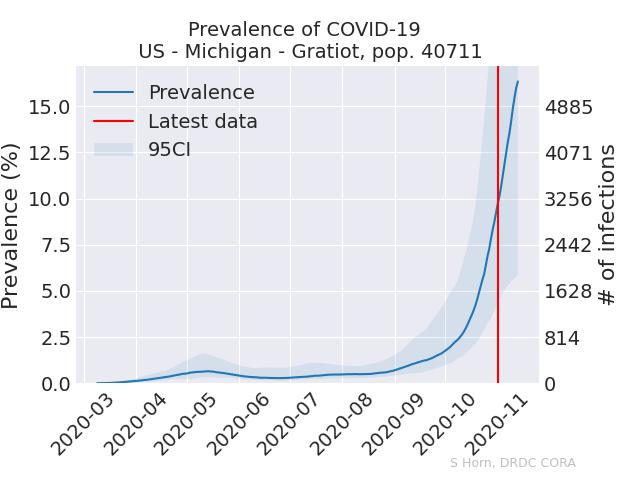 Prevalence of COVID-19
US - Michigan - Gratiot, pop. 40711
Prevalence
Latest data
95CI
Prevalence (%)
15.0
12.5
10.0
7.5
5.0
2.5
0.0
4885
4071
3256
2442
1628
814
0
# of infections
2020-03
2020-04
2020-05
2020-06
2020-07
2020-08
2020-09
2020-10
2020-11
S Horn, DRDC CORA